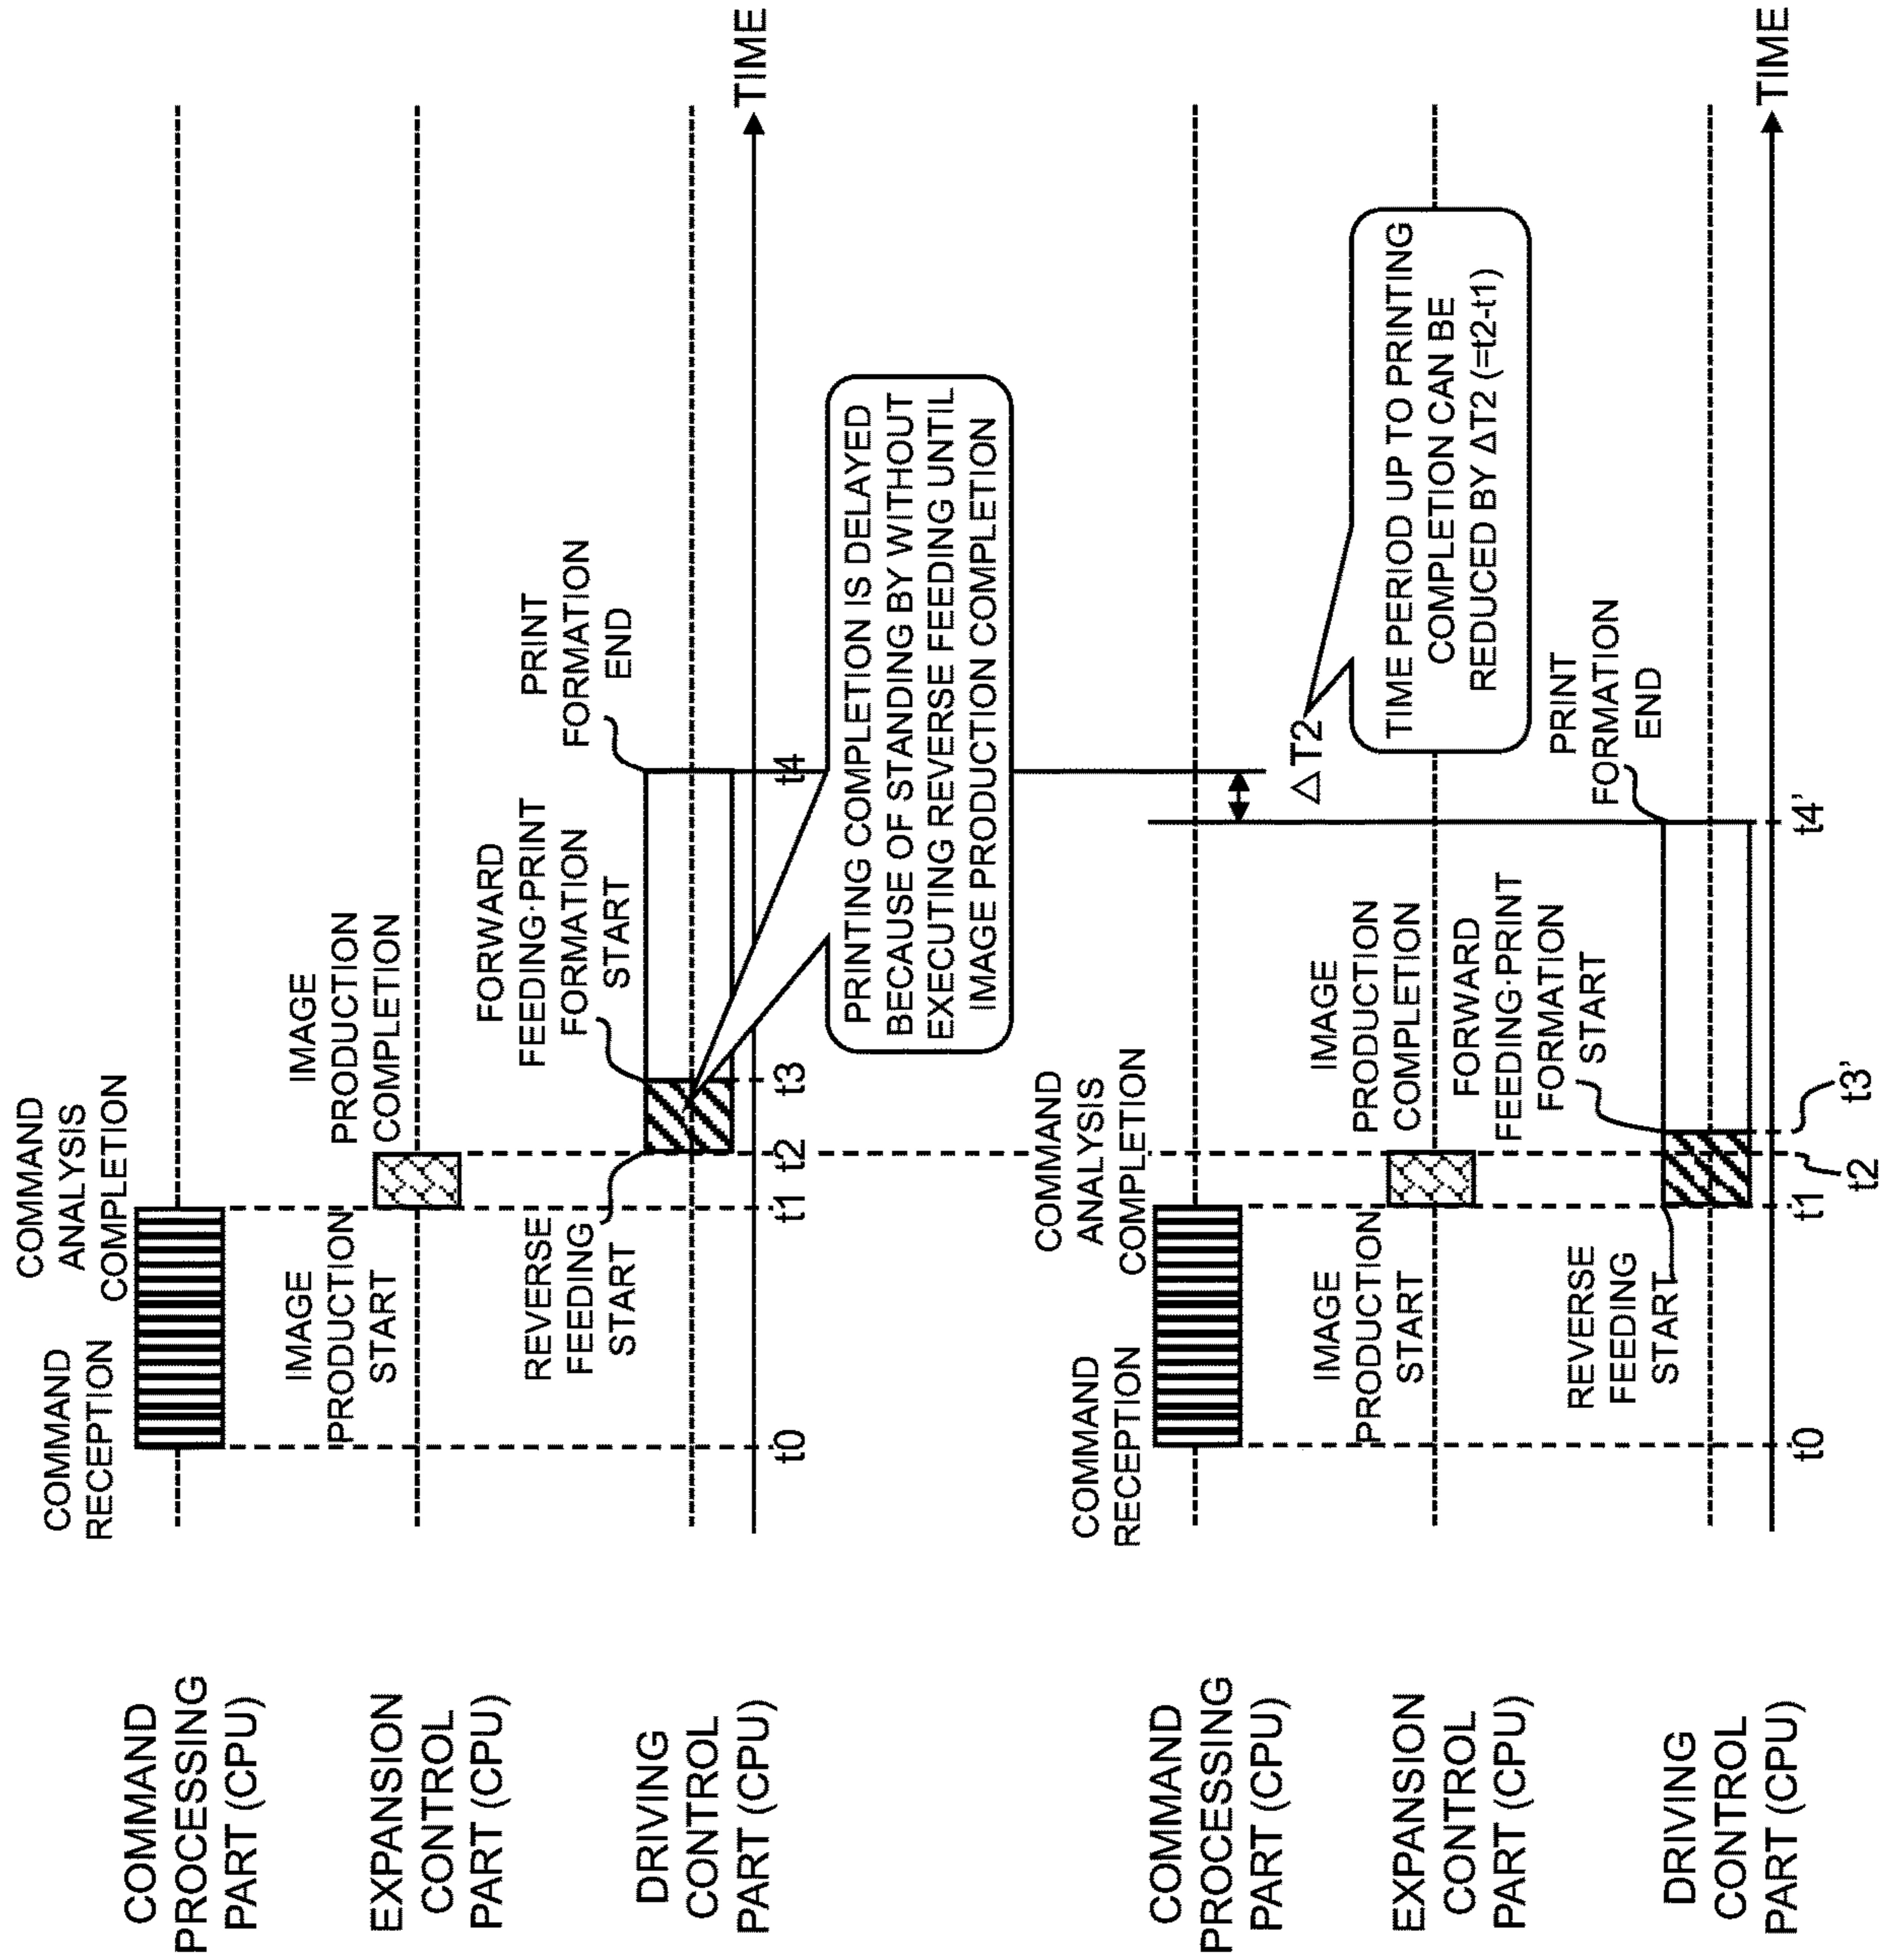 COMMAND
PROCESSING
PART (CPU)
COMMAND
RECEPTION
COMMAND
ANALYSIS
COMPLETION
EXPANSION
CONTROL
PART (CPU)
IMAGE
PRODUCTION
START
IMAGE
PRODUCTION
COMPLETION
DRIVING
CONTROL
PART (CPU)
REVERSE
FEEDING
START
FORWARD
FEEDING·PRINT
FORMATION
START
PRINT
FORMATION
END
t0
t1
t2
t3
t4
TIME
PRINTING COMPLETION IS DELAYED
BECAUSE OF STANDING BY WITHOUT
EXECUTING REVERSE FEEDING UNTIL
IMAGE PRODUCTION COMPLETION
COMMAND
PROCESSING
PART (CPU)
COMMAND
RECEPTION
COMMAND
ANALYSIS
COMPLETION
△T2
TIME PERIOD UP TO PRINTING
COMPLETION CAN BE
REDUCED BY ΔT2 (=t2-t1)
EXPANSION
CONTROL
PART (CPU)
IMAGE
PRODUCTION
START
IMAGE
PRODUCTION
COMPLETION
DRIVING
CONTROL
PART (CPU)
REVERSE
FEEDING
START
FORWARD
FEEDING·PRINT
FORMATION
START
PRINT
FORMATION
END
t0
t1
t2
t3'
t4'
TIME